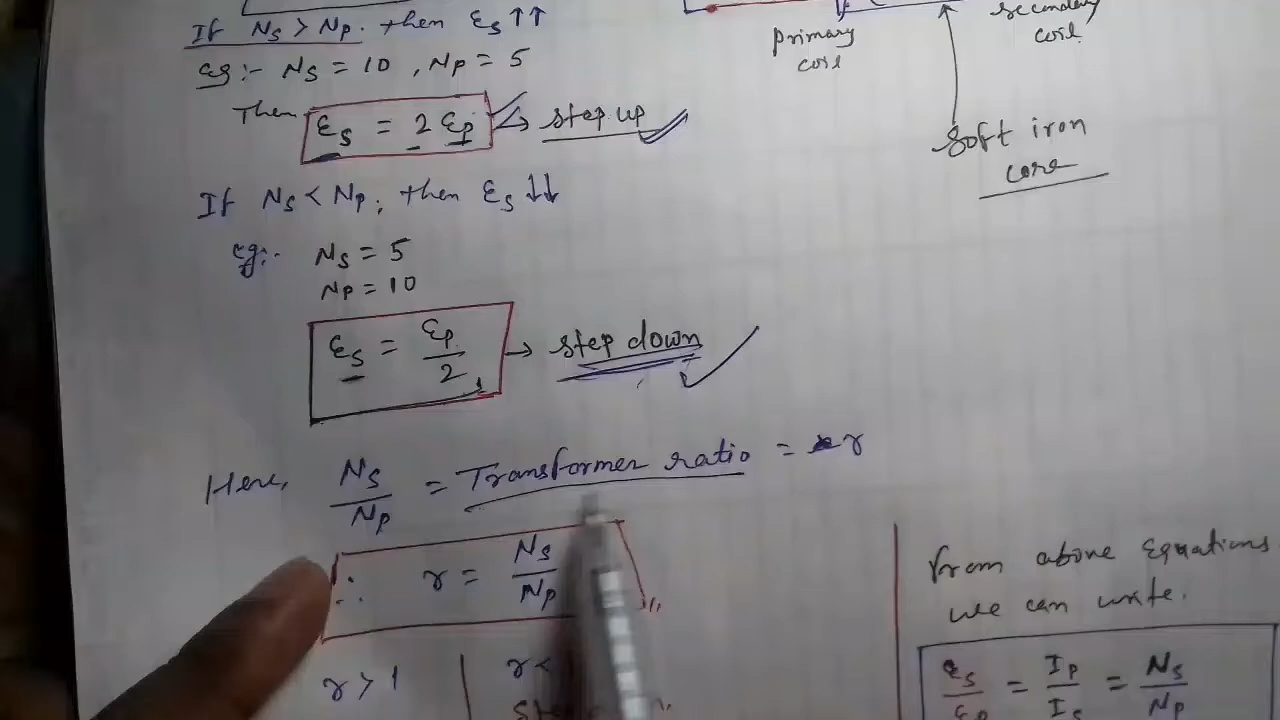 If Ns > Np. then εs ↑↑
eg:- Ns = 10 , Np = 5
Then εs = 2 εp → step up
If Ns < Np, then εs ↓↓
eg:- Ns = 5
Np = 10
εs = εp/2 → step down
Here, Ns/Np = Transformer ratio = r
∴ r = Ns/Np
r > 1
r <
primary
coil
secondary
coil.
soft iron
core
from above Equations
we can write.
εs/εp = Ip/Is = Ns/Np